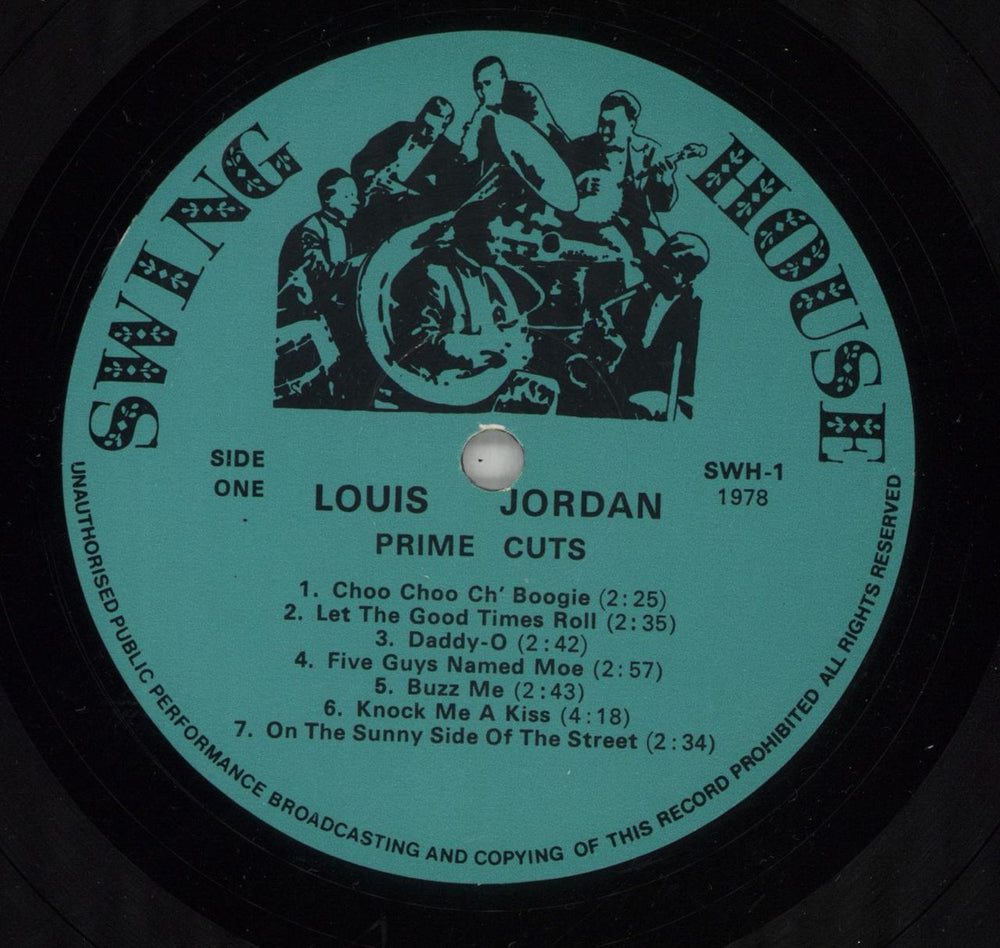 SWING HOUSE
SIDE
ONE
SWH-1
1978
LOUIS JORDAN
PRIME CUTS
1. Choo Choo Ch' Boogie (2:25)
2. Let The Good Times Roll (2:35)
3. Daddy-O (2:42)
4. Five Guys Named Moe (2:57)
5. Buzz Me (2:43)
6. Knock Me A Kiss (4:18)
7. On The Sunny Side Of The Street (2:34)
UNAUTHORISED PUBLIC PERFORMANCE BROADCASTING AND COPYING OF THIS RECORD PROHIBITED ALL RIGHTS RESERVED